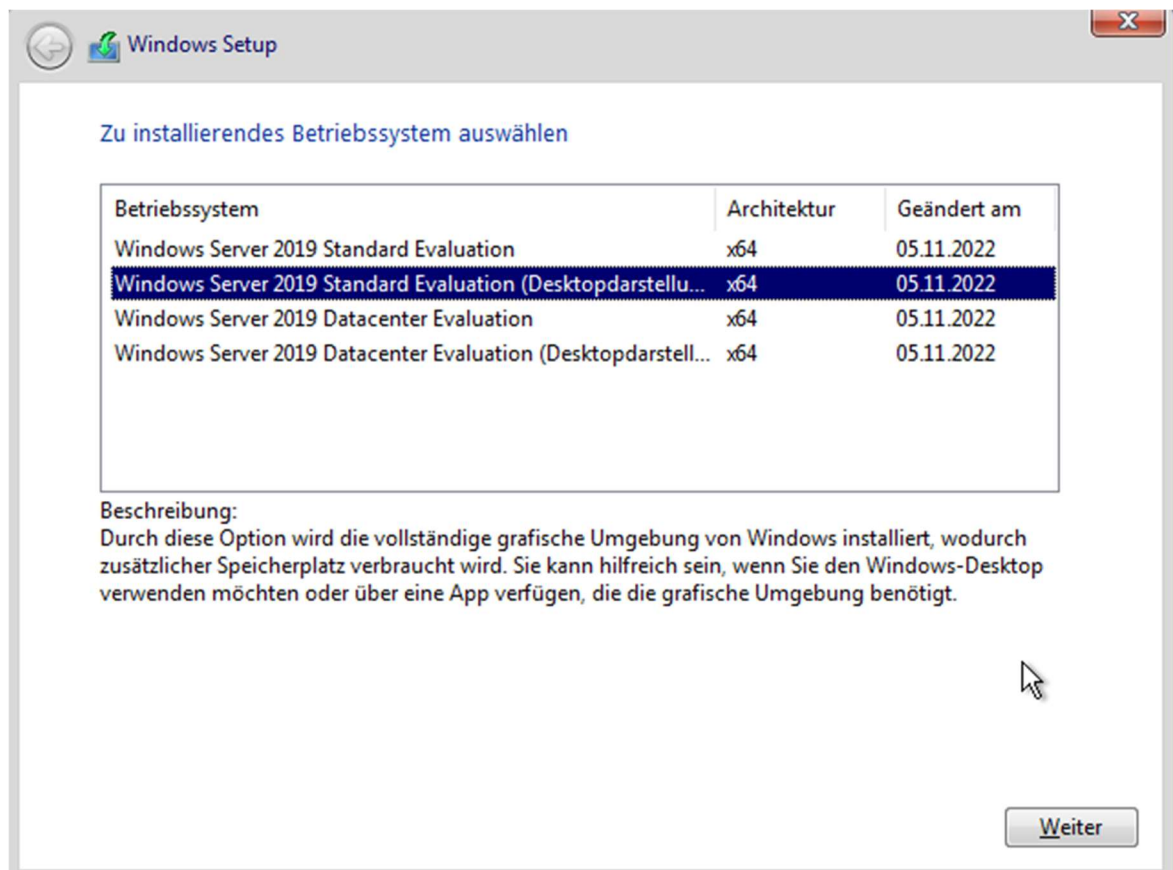 Windows Setup
Zu installierendes Betriebssystem auswählen
Betriebssystem Architektur Geändert am
Windows Server 2019 Standard Evaluation x64 05.11.2022
Windows Server 2019 Standard Evaluation (Desktopdarstellu... x64 05.11.2022
Windows Server 2019 Datacenter Evaluation x64 05.11.2022
Windows Server 2019 Datacenter Evaluation (Desktopdarstell... x64 05.11.2022
Beschreibung:
Durch diese Option wird die vollständige grafische Umgebung von Windows installiert, wodurch
zusätzlicher Speicherplatz verbraucht wird. Sie kann hilfreich sein, wenn Sie den Windows-Desktop
verwenden möchten oder über eine App verfügen, die die grafische Umgebung benötigt.
Weiter